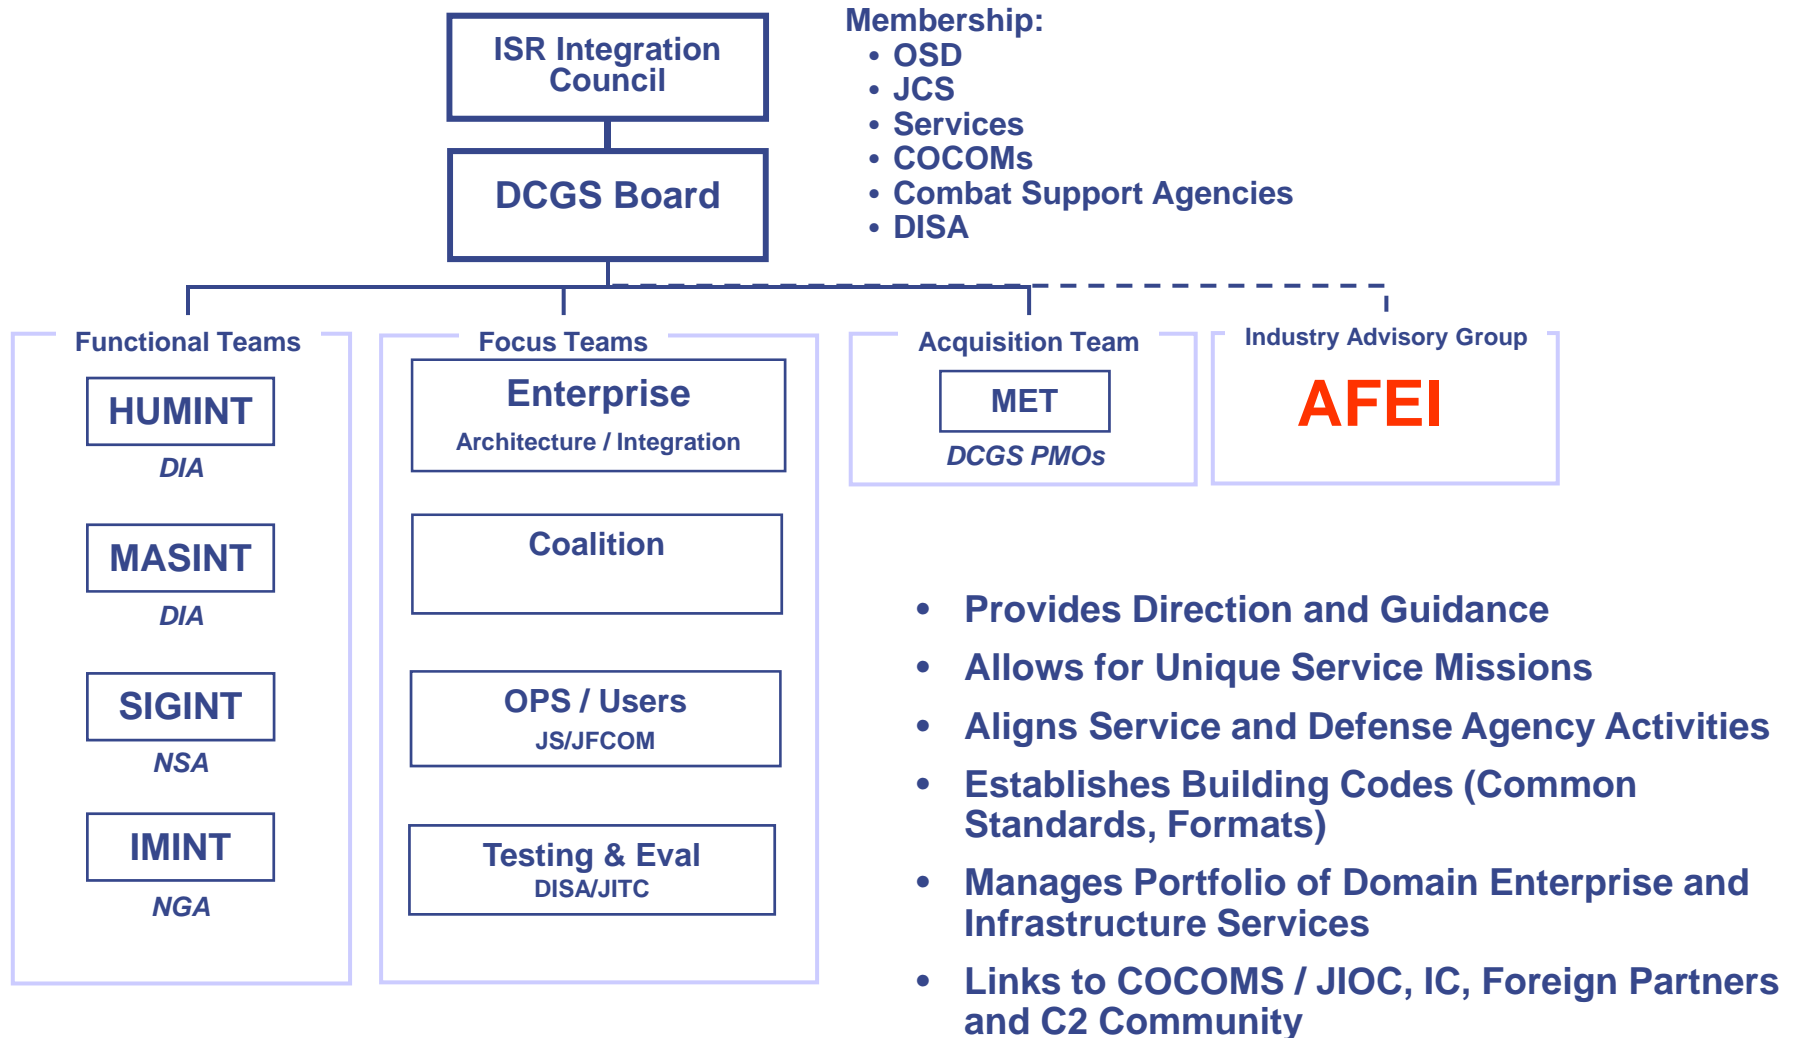 ISR Integration
Council
DCGS Board
Membership:
• OSD
• JCS
• Services
• COCOMs
• Combat Support Agencies
• DISA
Functional Teams
HUMINT
DIA
MASINT
DIA
SIGINT
NSA
IMINT
NGA
Focus Teams
Enterprise
Architecture / Integration
Coalition
OPS / Users
JS/JFCOM
Testing & Eval
DISA/JITC
Acquisition Team
MET
DCGS PMOs
Industry Advisory Group
AFEI
• Provides Direction and Guidance
• Allows for Unique Service Missions
• Aligns Service and Defense Agency Activities
• Establishes Building Codes (Common
Standards, Formats)
• Manages Portfolio of Domain Enterprise and
Infrastructure Services
• Links to COCOMS / JIOC, IC, Foreign Partners
and C2 Community